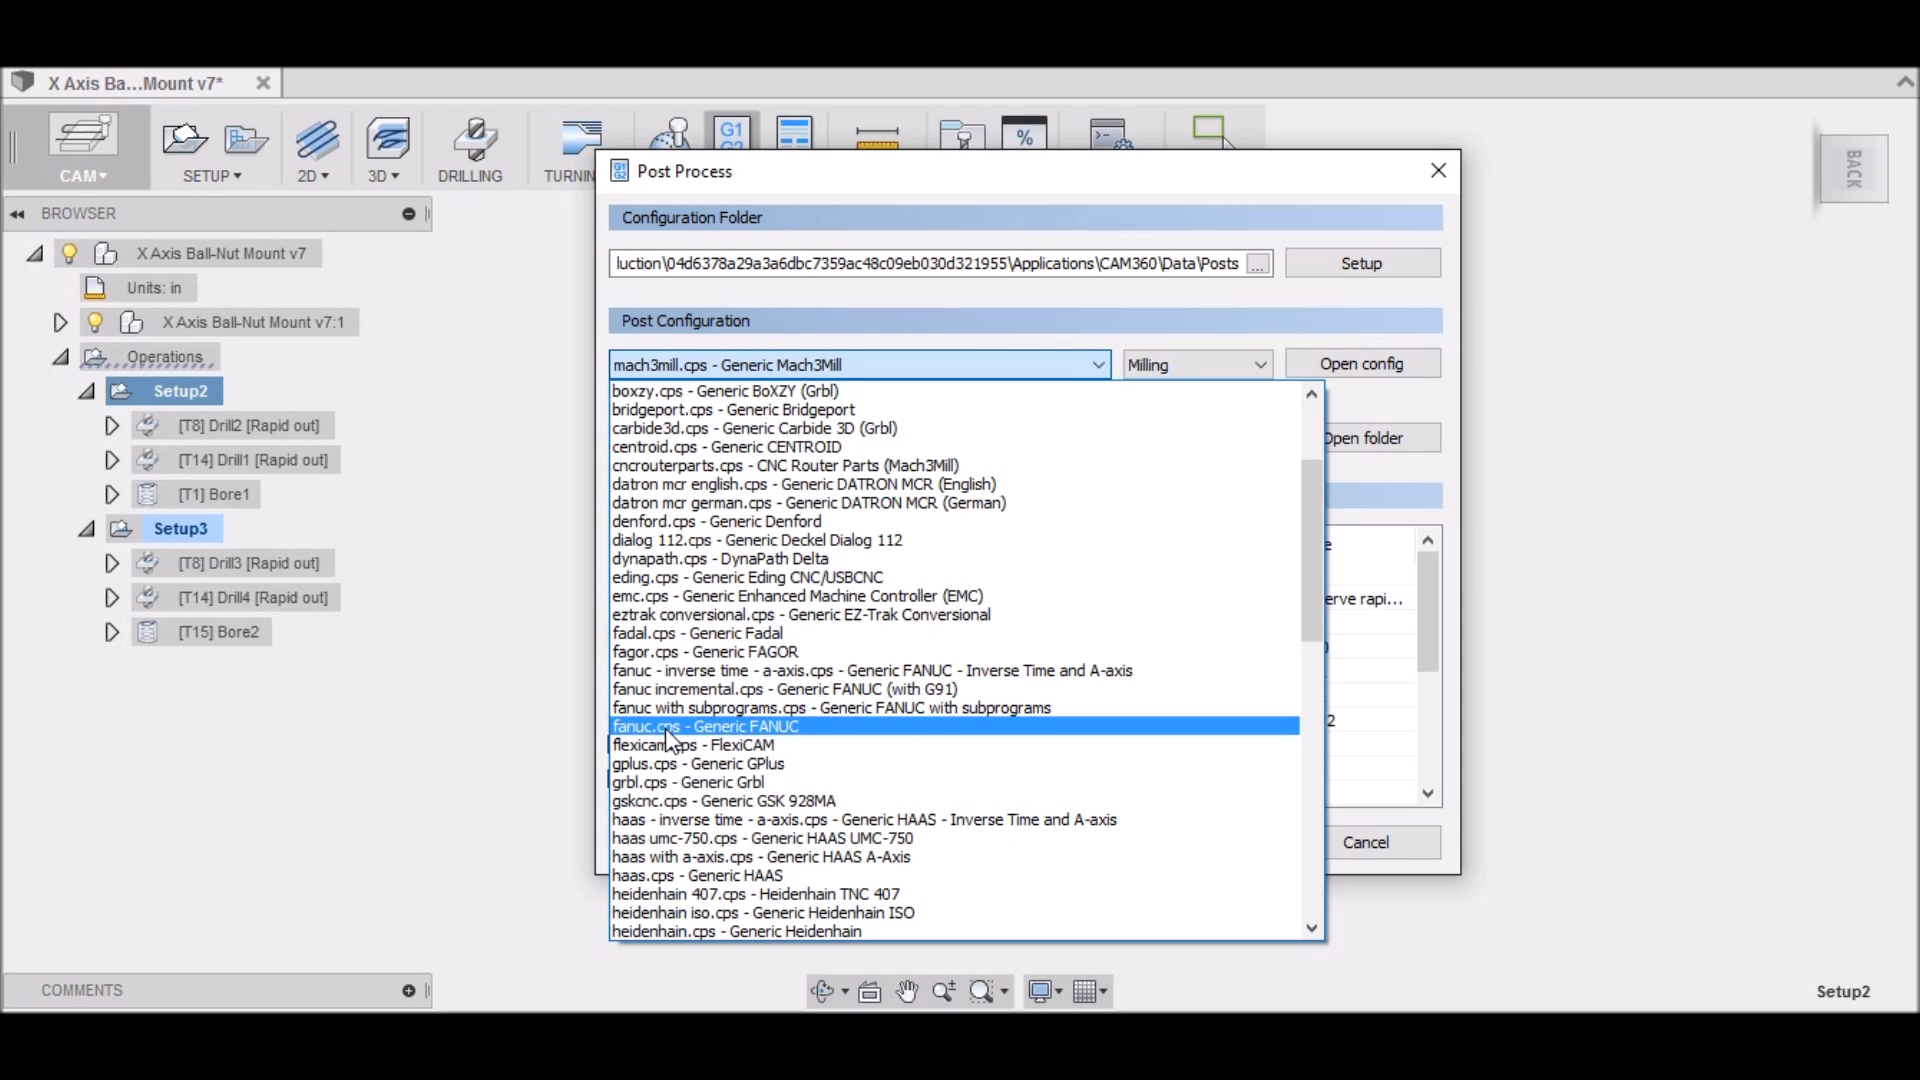 X Axis Ba...Mount v7*
G1
G2
%
CAM▾
SETUP ▾
2D ▾
3D ▾
DRILLING
TURNIN
BACK
BROWSER
X Axis Ball-Nut Mount v7
Units: in
X Axis Ball-Nut Mount v7:1
Operations
Setup2
[T8] Drill2 [Rapid out]
[T14] Drill1 [Rapid out]
[T1] Bore1
Setup3
[T8] Drill3 [Rapid out]
[T14] Drill4 [Rapid out]
[T15] Bore2
COMMENTS
G1
G2
Post Process
Configuration Folder
luction\04d6378a29a3a6dbc7359ac48c09eb030d321955\Applications\CAM360\Data\Posts
...
Setup
Post Configuration
mach3mill.cps - Generic Mach3Mill
Milling
Open config
boxzy.cps - Generic BoXZY (Grbl)
bridgeport.cps - Generic Bridgeport
carbide3d.cps - Generic Carbide 3D (Grbl)
centroid.cps - Generic CENTROID
cncrouterparts.cps - CNC Router Parts (Mach3Mill)
datron mcr english.cps - Generic DATRON MCR (English)
datron mcr german.cps - Generic DATRON MCR (German)
denford.cps - Generic Denford
dialog 112.cps - Generic Deckel Dialog 112
dynapath.cps - DynaPath Delta
eding.cps - Generic Eding CNC/USBCNC
emc.cps - Generic Enhanced Machine Controller (EMC)
eztrak conversional.cps - Generic EZ-Trak Conversional
fadal.cps - Generic Fadal
fagor.cps - Generic FAGOR
fanuc - inverse time - a-axis.cps - Generic FANUC - Inverse Time and A-axis
fanuc incremental.cps - Generic FANUC (with G91)
fanuc with subprograms.cps - Generic FANUC with subprograms
fanuc.cps - Generic FANUC
flexicam.cps - FlexiCAM
gplus.cps - Generic GPlus
grbl.cps - Generic Grbl
gskcnc.cps - Generic GSK 928MA
haas - inverse time - a-axis.cps - Generic HAAS - Inverse Time and A-axis
haas umc-750.cps - Generic HAAS UMC-750
haas with a-axis.cps - Generic HAAS A-Axis
haas.cps - Generic HAAS
heidenhain 407.cps - Heidenhain TNC 407
heidenhain iso.cps - Generic Heidenhain ISO
heidenhain.cps - Generic Heidenhain
Open folder
e
erve rapi...
2
Cancel
Setup2